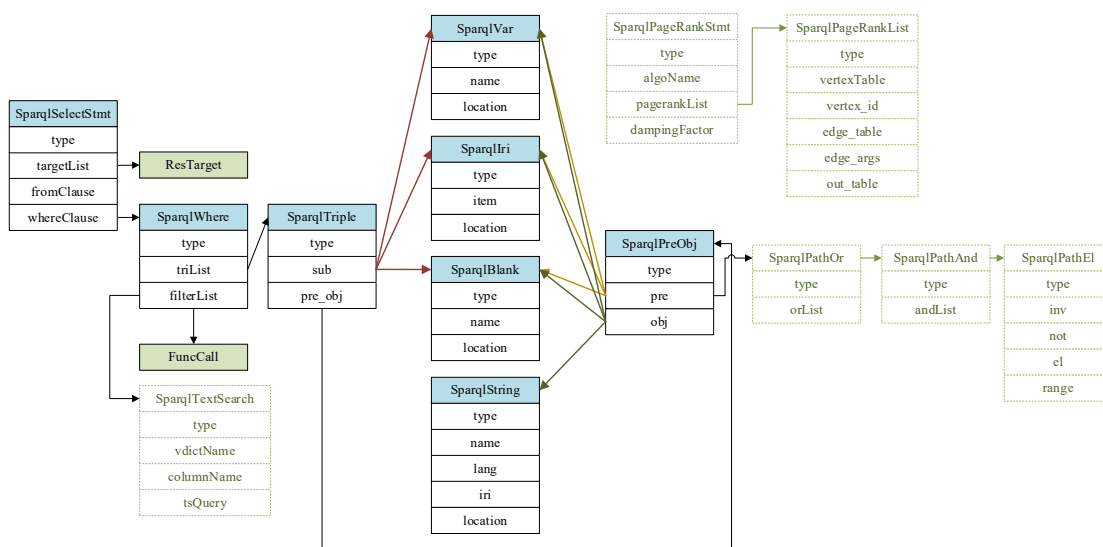 SparqlSelectStmt
type
targetList
fromClause
whereClause
ResTarget
SparqlWhere
type
triList
filterList
FuncCall
SparqlTextSearch
type
vdictName
columnName
tsQuery
SparqlTriple
type
sub
pre_obj
SparqlVar
type
name
location
SparqlIri
type
item
location
SparqlBlank
type
name
location
SparqlString
type
name
lang
iri
location
SparqlPageRankStmt
type
algoName
pagerankList
dampingFactor
SparqlPageRankList
type
vertexTable
vertex_id
edge_table
edge_args
out_table
SparqlPreObj
type
pre
obj
SparqlPathOr
type
orList
SparqlPathAnd
type
andList
SparqlPathEl
type
inv
not
el
range